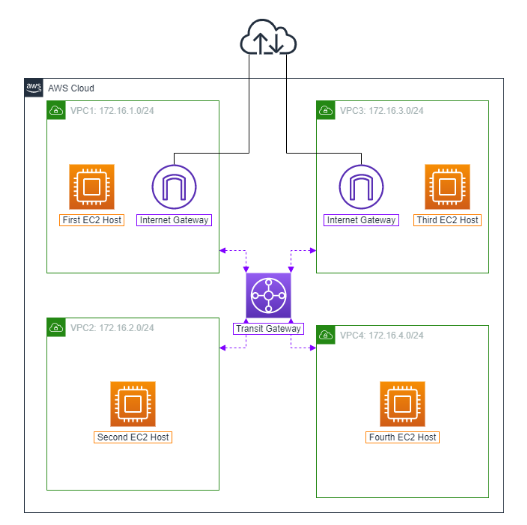 aws
AWS Cloud
VPC1: 172.16.1.0/24
VPC3: 172.16.3.0/24
First EC2 Host
Internet Gateway
Internet Gateway
Third EC2 Host
Transit Gateway
VPC2: 172.16.2.0/24
VPC4: 172.16.4.0/24
Second EC2 Host
Fourth EC2 Host